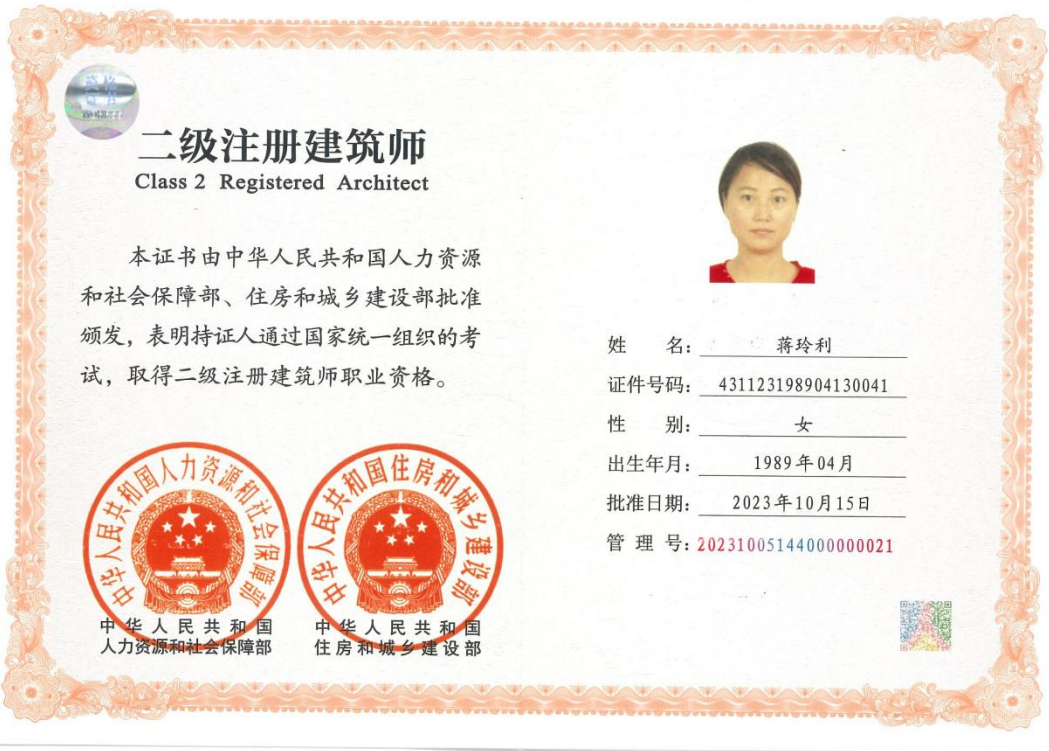 二级注册建筑师
Class 2 Registered Architect
本证书由中华人民共和国人力资源
和社会保障部、住房和城乡建设部批准
颁发，表明持证人通过国家统一组织的考
试，取得二级注册建筑师职业资格。
中华人民共和国人力资源和社会保障部
中华人民共和国住房和城乡建设部
中华人民共和国
人力资源和社会保障部
中华人民共和国
住房和城乡建设部
姓 名： 蒋玲利
证件号码： 431123198904130041
性 别： 女
出生年月： 1989年04月
批准日期： 2023年10月15日
管 理 号： 20231005144000000021